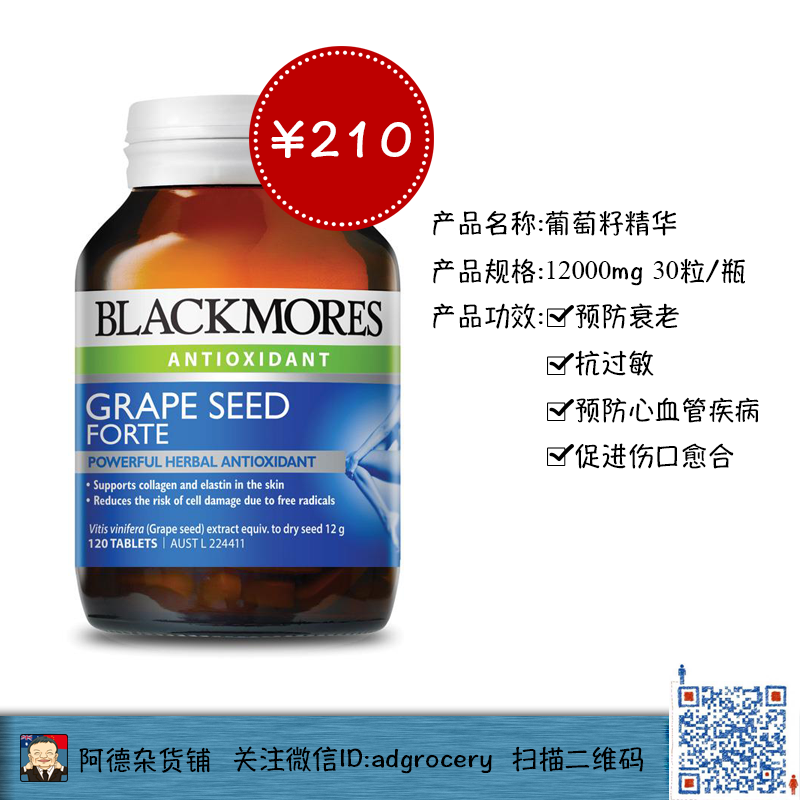 ¥210
BLACKMORES
ANTIOXIDANT
GRAPE SEED
FORTE
POWERFUL HERBAL ANTIOXIDANT
• Supports collagen and elastin in the skin
• Reduces the risk of cell damage due to free radicals
Vitis vinifera (Grape seed) extract equiv. to dry seed 12 g
120 TABLETS | AUST L 224411
产品名称:葡萄籽精华
产品规格:12000mg 30粒/瓶
产品功效:☑预防衰老
☑抗过敏
☑预防心血管疾病
☑促进伤口愈合
阿德杂货铺 关注微信ID:adgrocery 扫描二维码